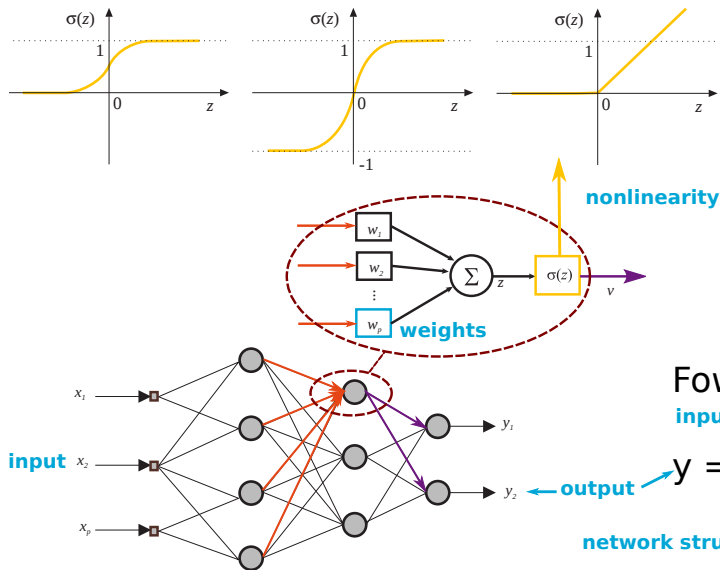 σ(z)
1
0
z
σ(z)
1
0
z
-1
σ(z)
1
0
z
nonlinearity
w1
w2
...
wp
weights
Σ
z
σ(z)
v
x1
input
x2
xp
y1
y2
output
Fow
input
y =
network stru